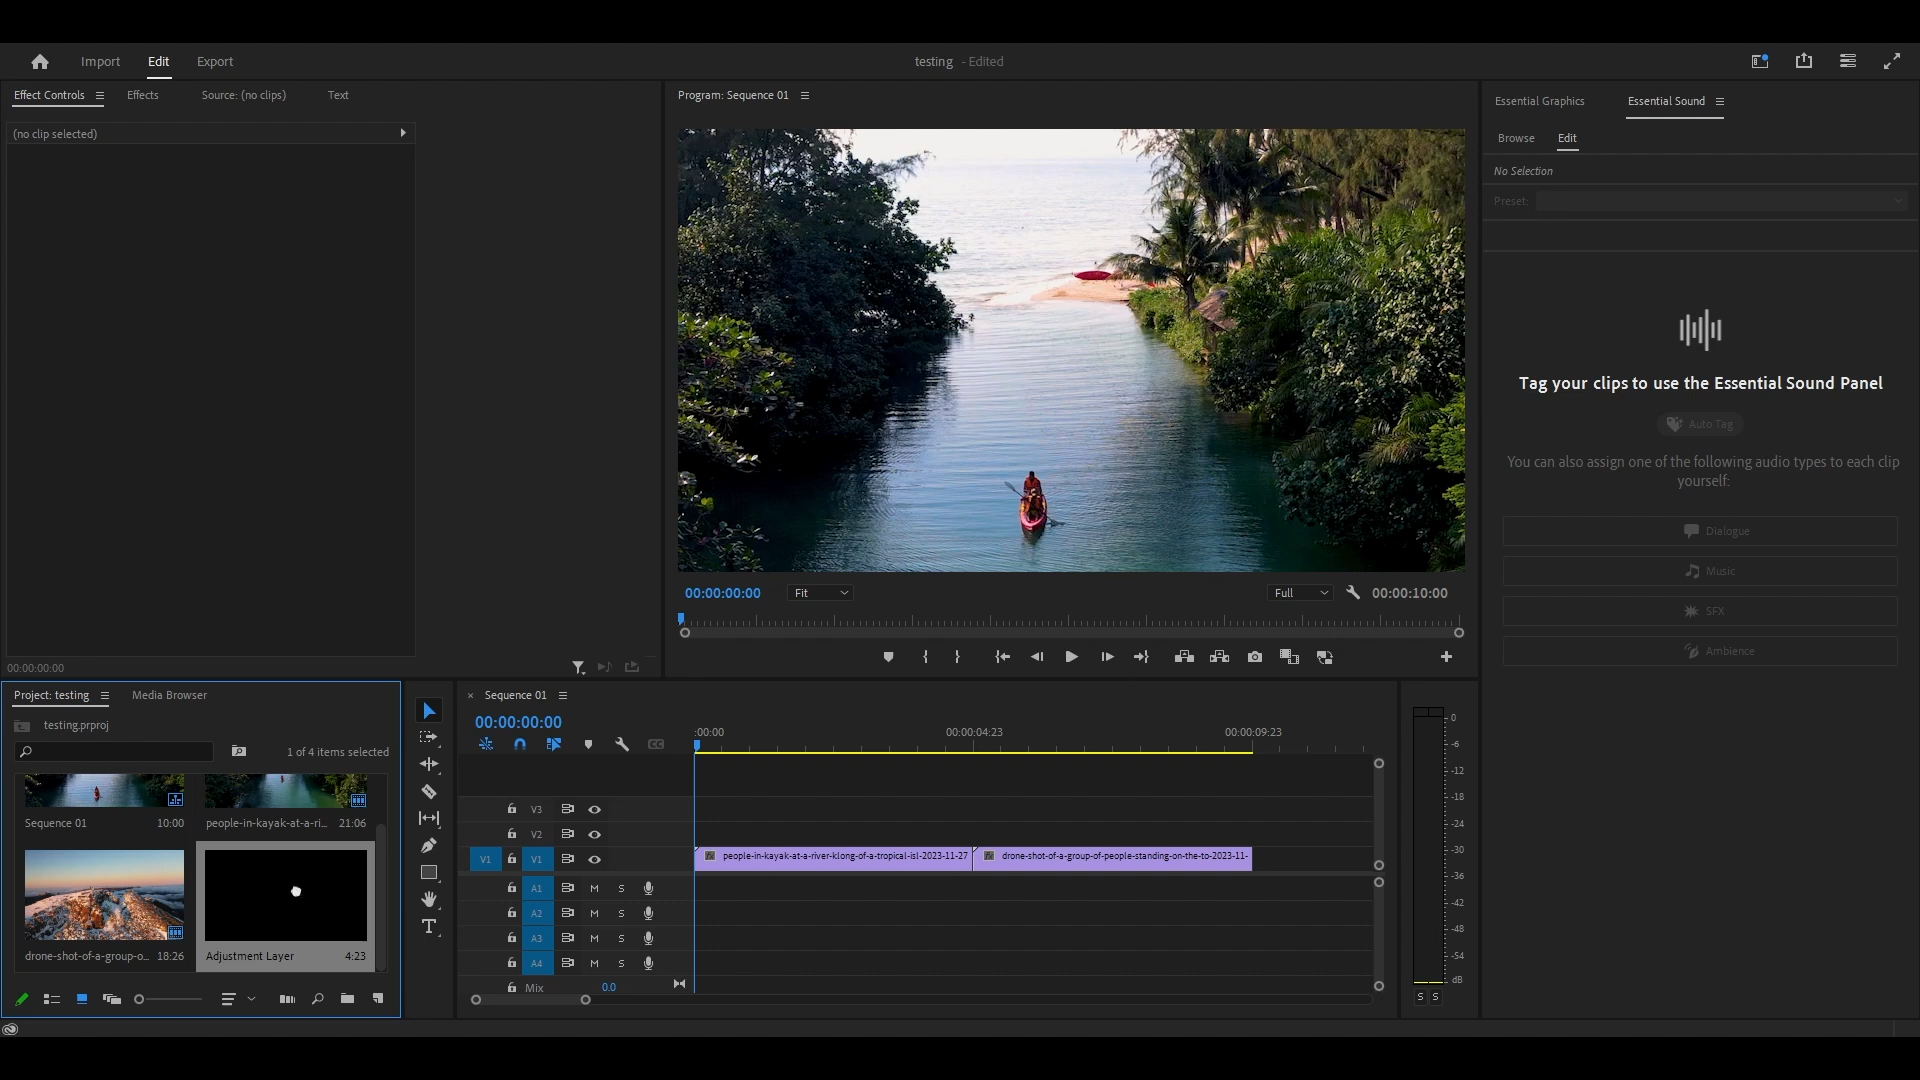 Import Edit Export
testing - Edited
Effect Controls Effects Source: (no clips) Text
(no clip selected)
00:00:00:00
Program: Sequence 01
00:00:00:00 Fit Full 00:00:10:00
Essential Graphics Essential Sound
Browse Edit
No Selection
Preset:
Tag your clips to use the Essential Sound Panel
Auto Tag
You can also assign one of the following audio types to each clip
yourself:
Dialogue
Music
SFX
Ambience
Project: testing Media Browser
testing.prproj
1 of 4 items selected
Sequence 01 10:00
people-in-kayak-at-a-ri... 21:06
drone-shot-of-a-group-o... 18:26
Adjustment Layer 4:23
× Sequence 01
00:00:00:00
:00:00 00:00:04:23 00:00:09:23
V3
V2
V1 V1
people-in-kayak-at-a-river-klong-of-a-tropical-isl-2023-11-27
drone-shot-of-a-group-of-people-standing-on-the-to-2023-11-
A1 M S
A2 M S
A3 M S
A4 M S
Mix 0.0
0
-6
-12
-18
-24
-30
-36
-42
-48
-54
dB
S S